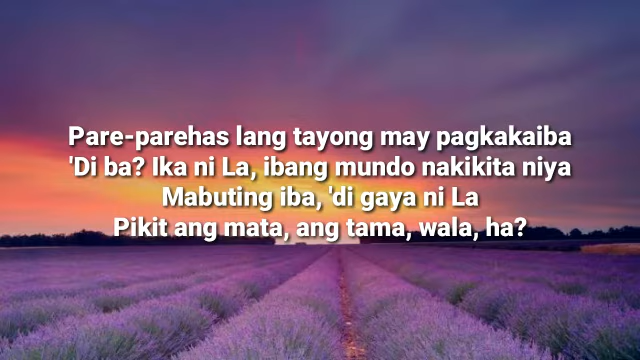 Pare-parehas lang tayong may pagkakaiba
'Di ba? Ika ni La, ibang mundo nakikita niya
Mabuting iba, 'di gaya ni La
Pikit ang mata, ang tama, wala, ha?